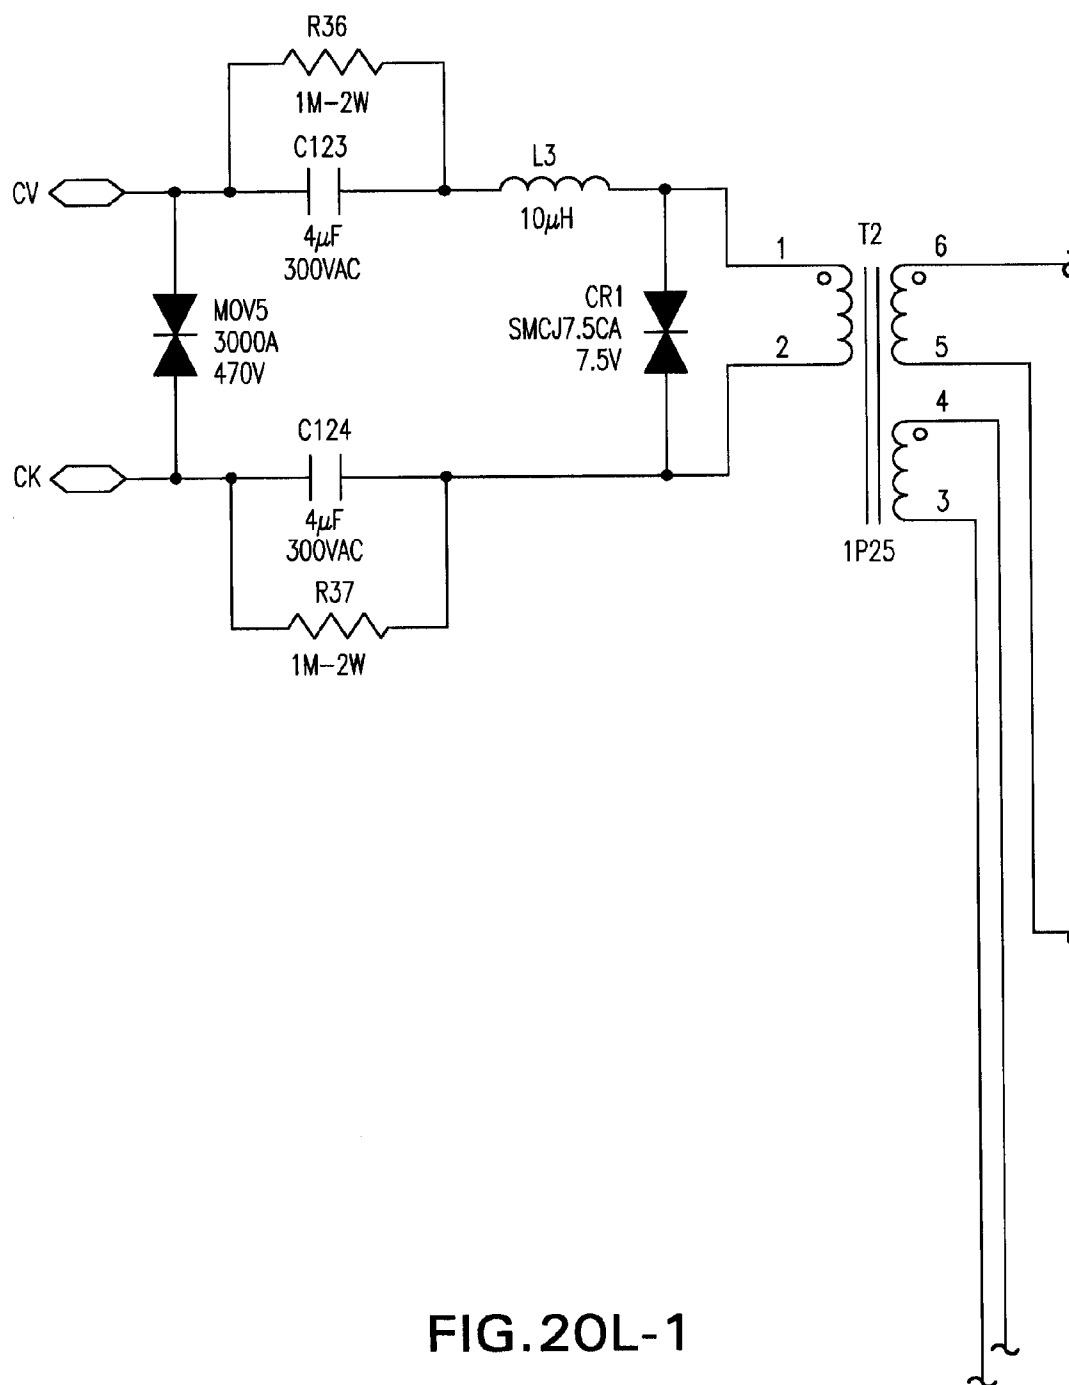 R36
1M-2W
C123
CV
4μF
300VAC
L3
10μH
MOV5
3000A
470V
CR1
SMCJ7.5CA
7.5V
1
T2
6
2
5
4
3
1P25
C124
CK
4μF
300VAC
R37
1M-2W
FIG.20L-1